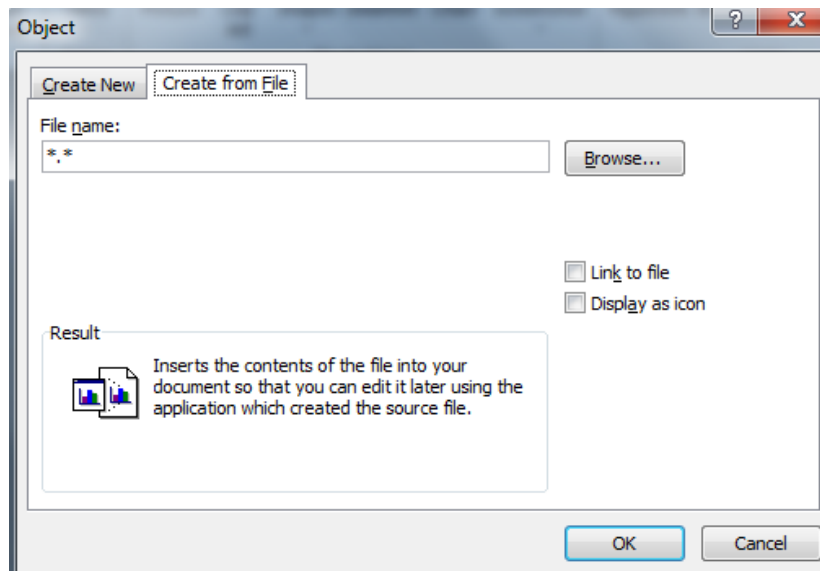 Object
?
X
Create New
Create from File
File name:
*.*
Browse...
Link to file
Display as icon
Result
Inserts the contents of the file into your
document so that you can edit it later using the
application which created the source file.
OK
Cancel